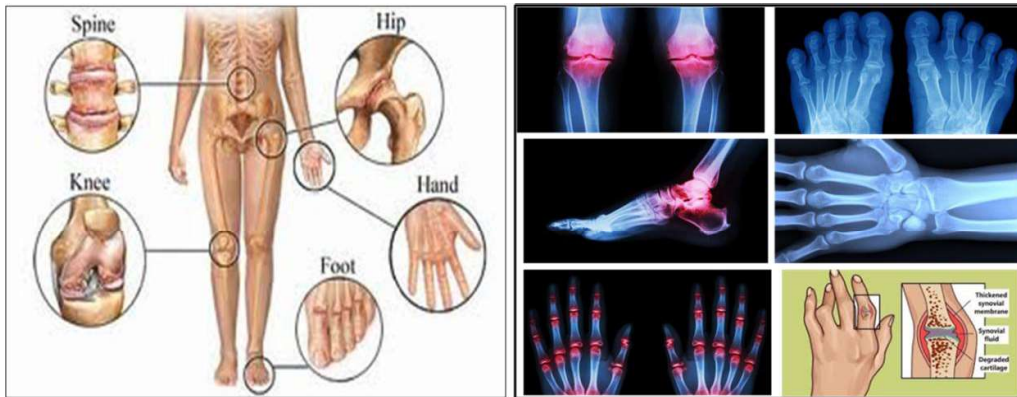 Spine
Hip
Knee
Hand
Foot
Thickened
synovial
membrane
Synovial
fluid
Degraded
cartilage